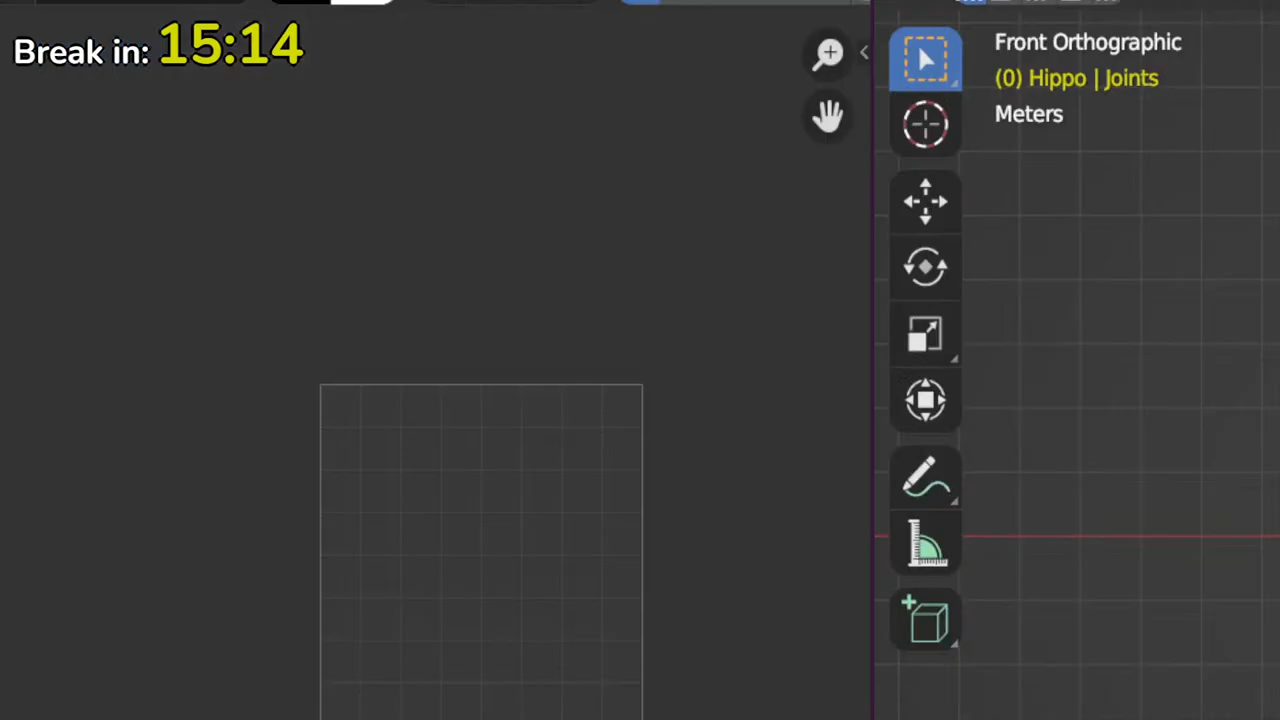 Break in: 15:14
Front Orthographic
(0) Hippo | Joints
Meters